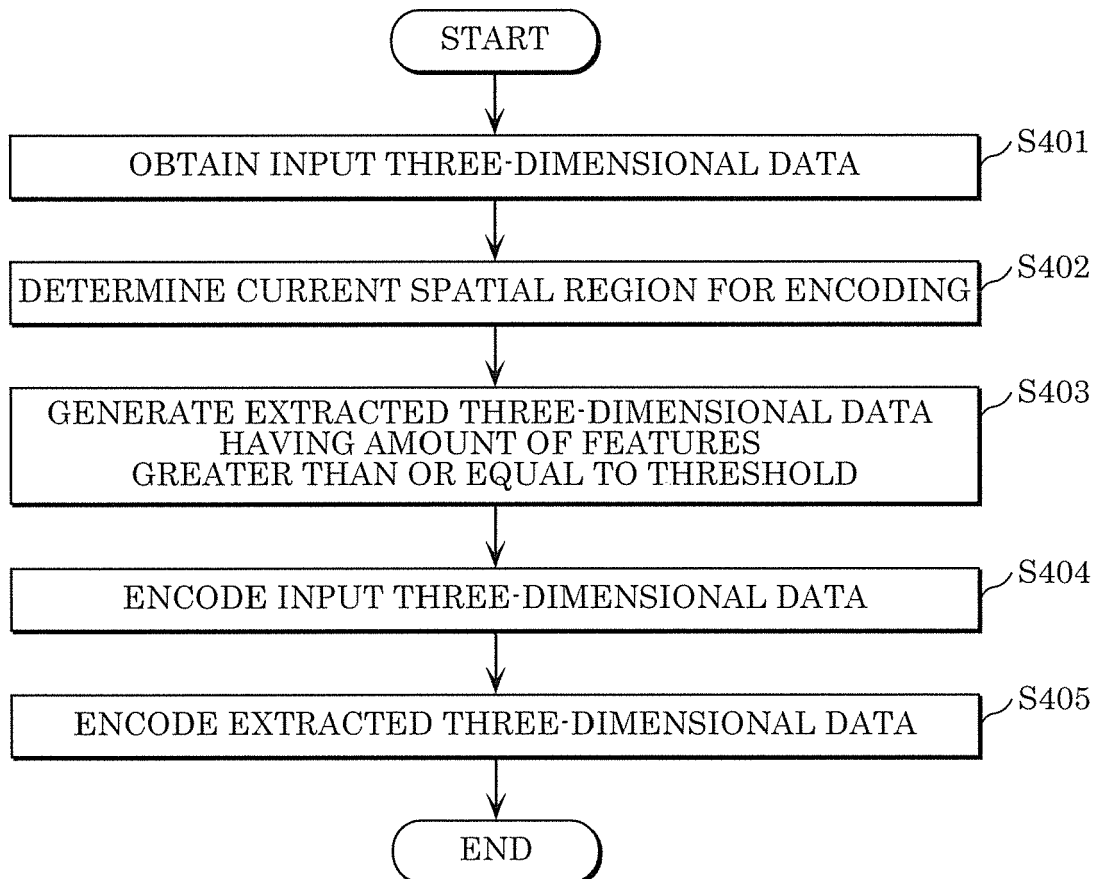 START
OBTAIN INPUT THREE-DIMENSIONAL DATA
S401
DETERMINE CURRENT SPATIAL REGION FOR ENCODING
S402
GENERATE EXTRACTED THREE-DIMENSIONAL DATA
HAVING AMOUNT OF FEATURES
GREATER THAN OR EQUAL TO THRESHOLD
S403
ENCODE INPUT THREE-DIMENSIONAL DATA
S404
ENCODE EXTRACTED THREE-DIMENSIONAL DATA
S405
END